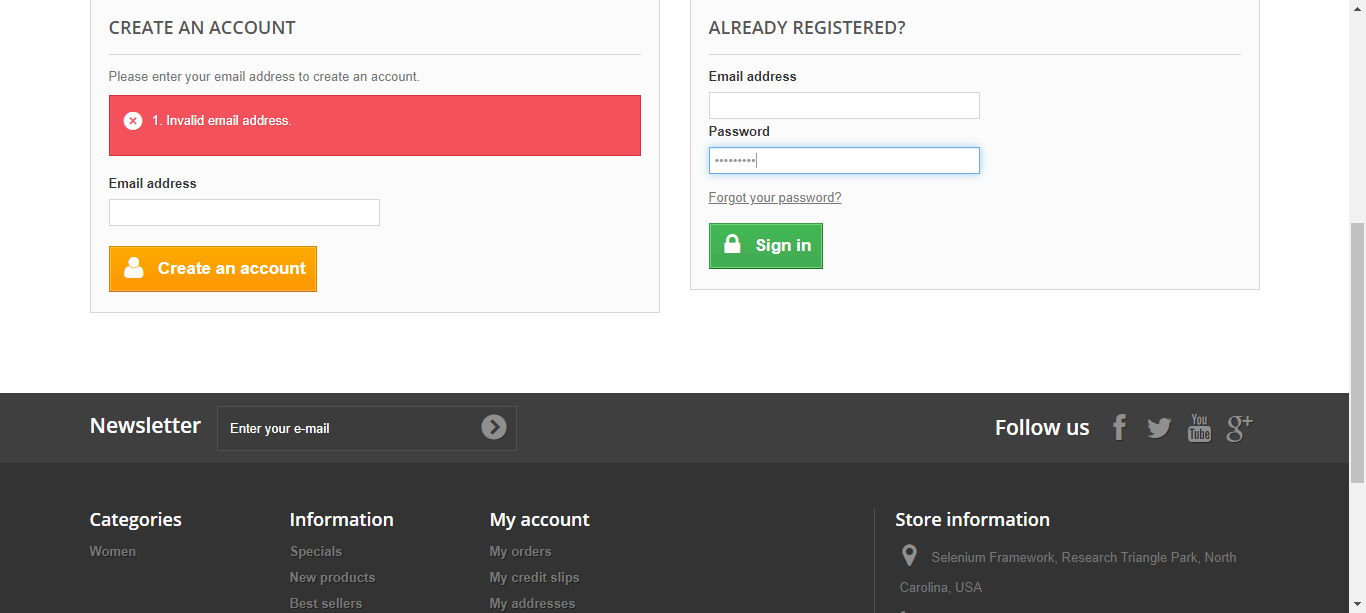 CREATE AN ACCOUNT
Please enter your email address to create an account.
1. Invalid email address.
Email address
Create an account
ALREADY REGISTERED?
Email address
Password
•••••••••
Forgot your password?
Sign in
Newsletter
Enter your e-mail
Follow us
You
Tube
g+
Categories
Women
Information
Specials
New products
Best sellers
My account
My orders
My credit slips
My addresses
Store information
Selenium Framework, Research Triangle Park, North
Carolina, USA